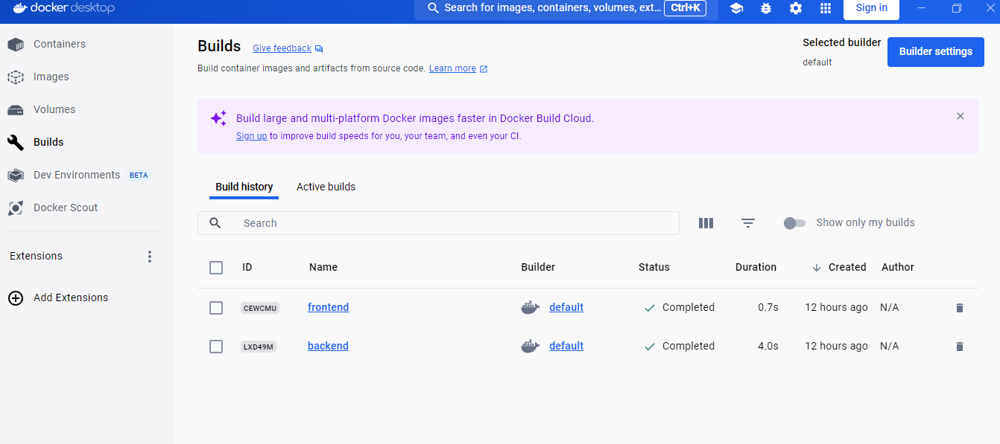 docker desktop
Search for images, containers, volumes, ext... Ctrl+K
Sign in
Containers
Images
Volumes
Builds
Dev Environments BETA
Docker Scout
Extensions
Add Extensions
Builds Give feedback
Build container images and artifacts from source code. Learn more
Selected builder
default
Builder settings
Build large and multi-platform Docker images faster in Docker Build Cloud.
Sign up to improve build speeds for you, your team, and even your CI.
Build history Active builds
Search
Show only my builds
ID Name Builder Status Duration Created Author
CEWCMU frontend default Completed 0.7s 12 hours ago N/A
LXD49M backend default Completed 4.0s 12 hours ago N/A